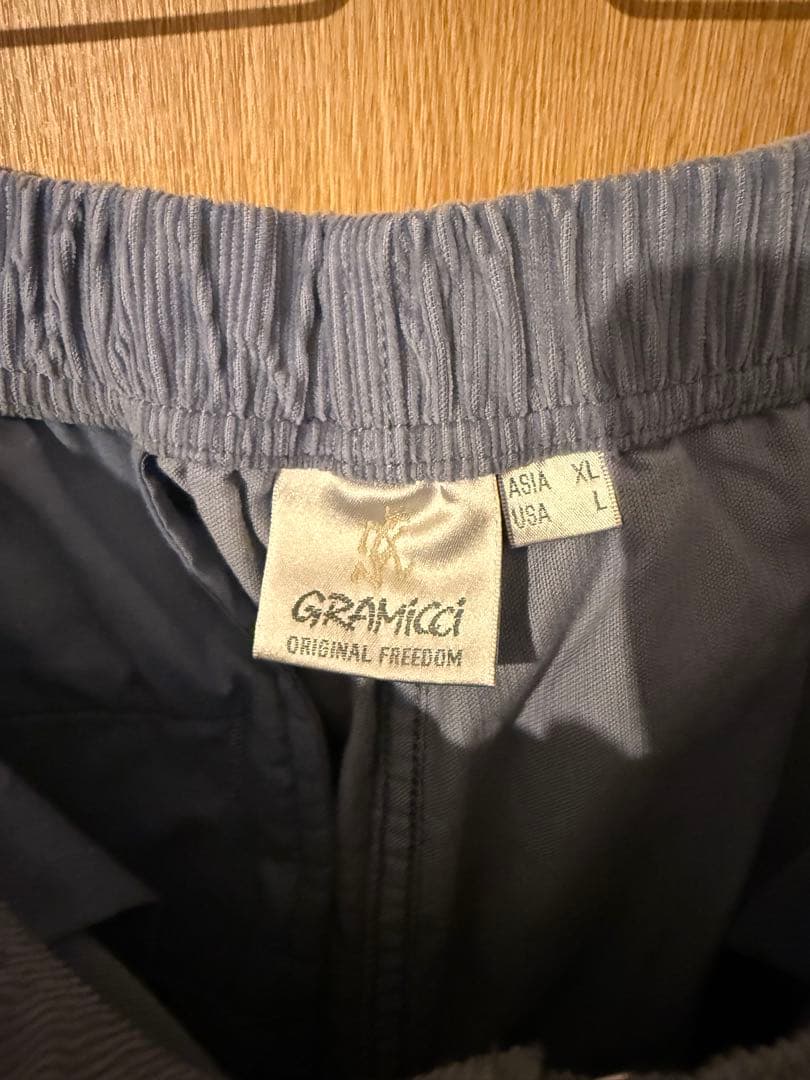 GRAMiCCi
ORIGINAL FREEDOM
ASIA XL
USA L